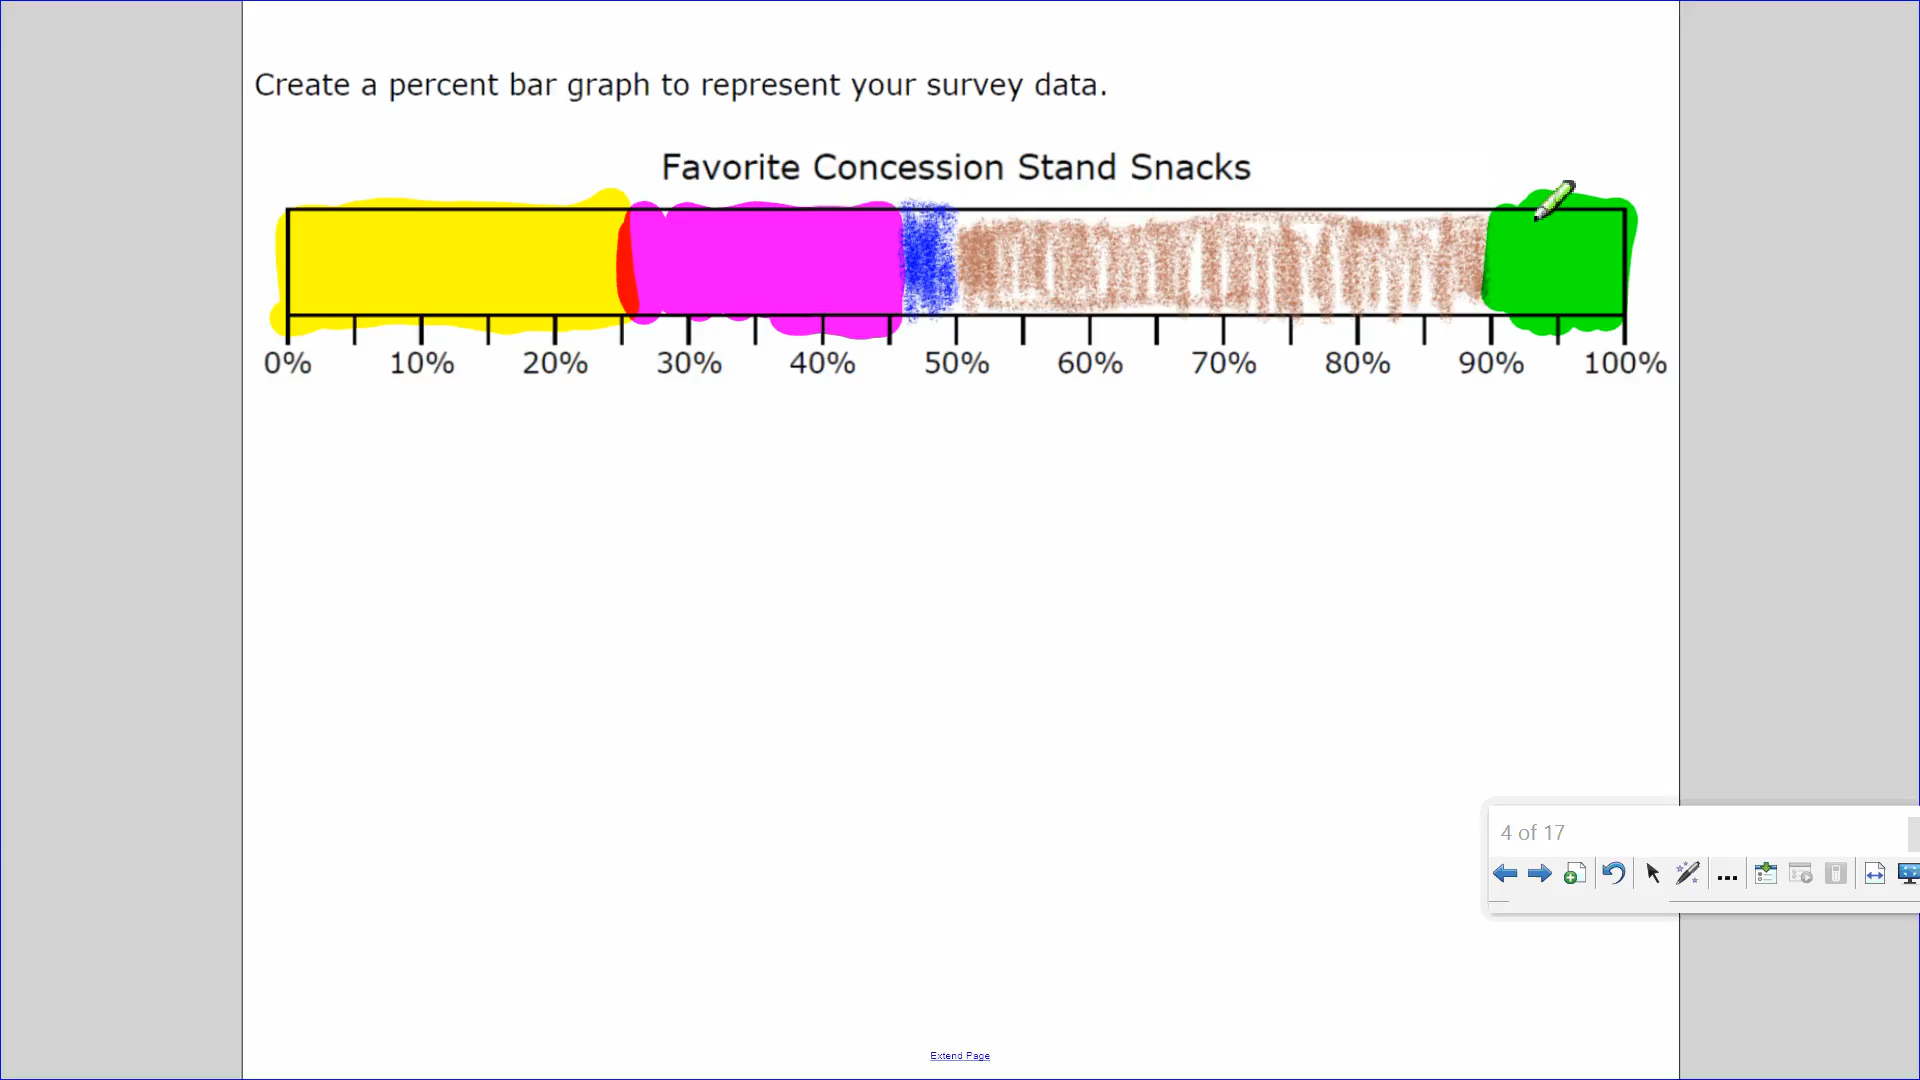 Create a percent bar graph to represent your survey data.
Favorite Concession Stand Snacks
0% 10% 20% 30% 40% 50% 60% 70% 80% 90% 100%
4 of 17
Extend Page